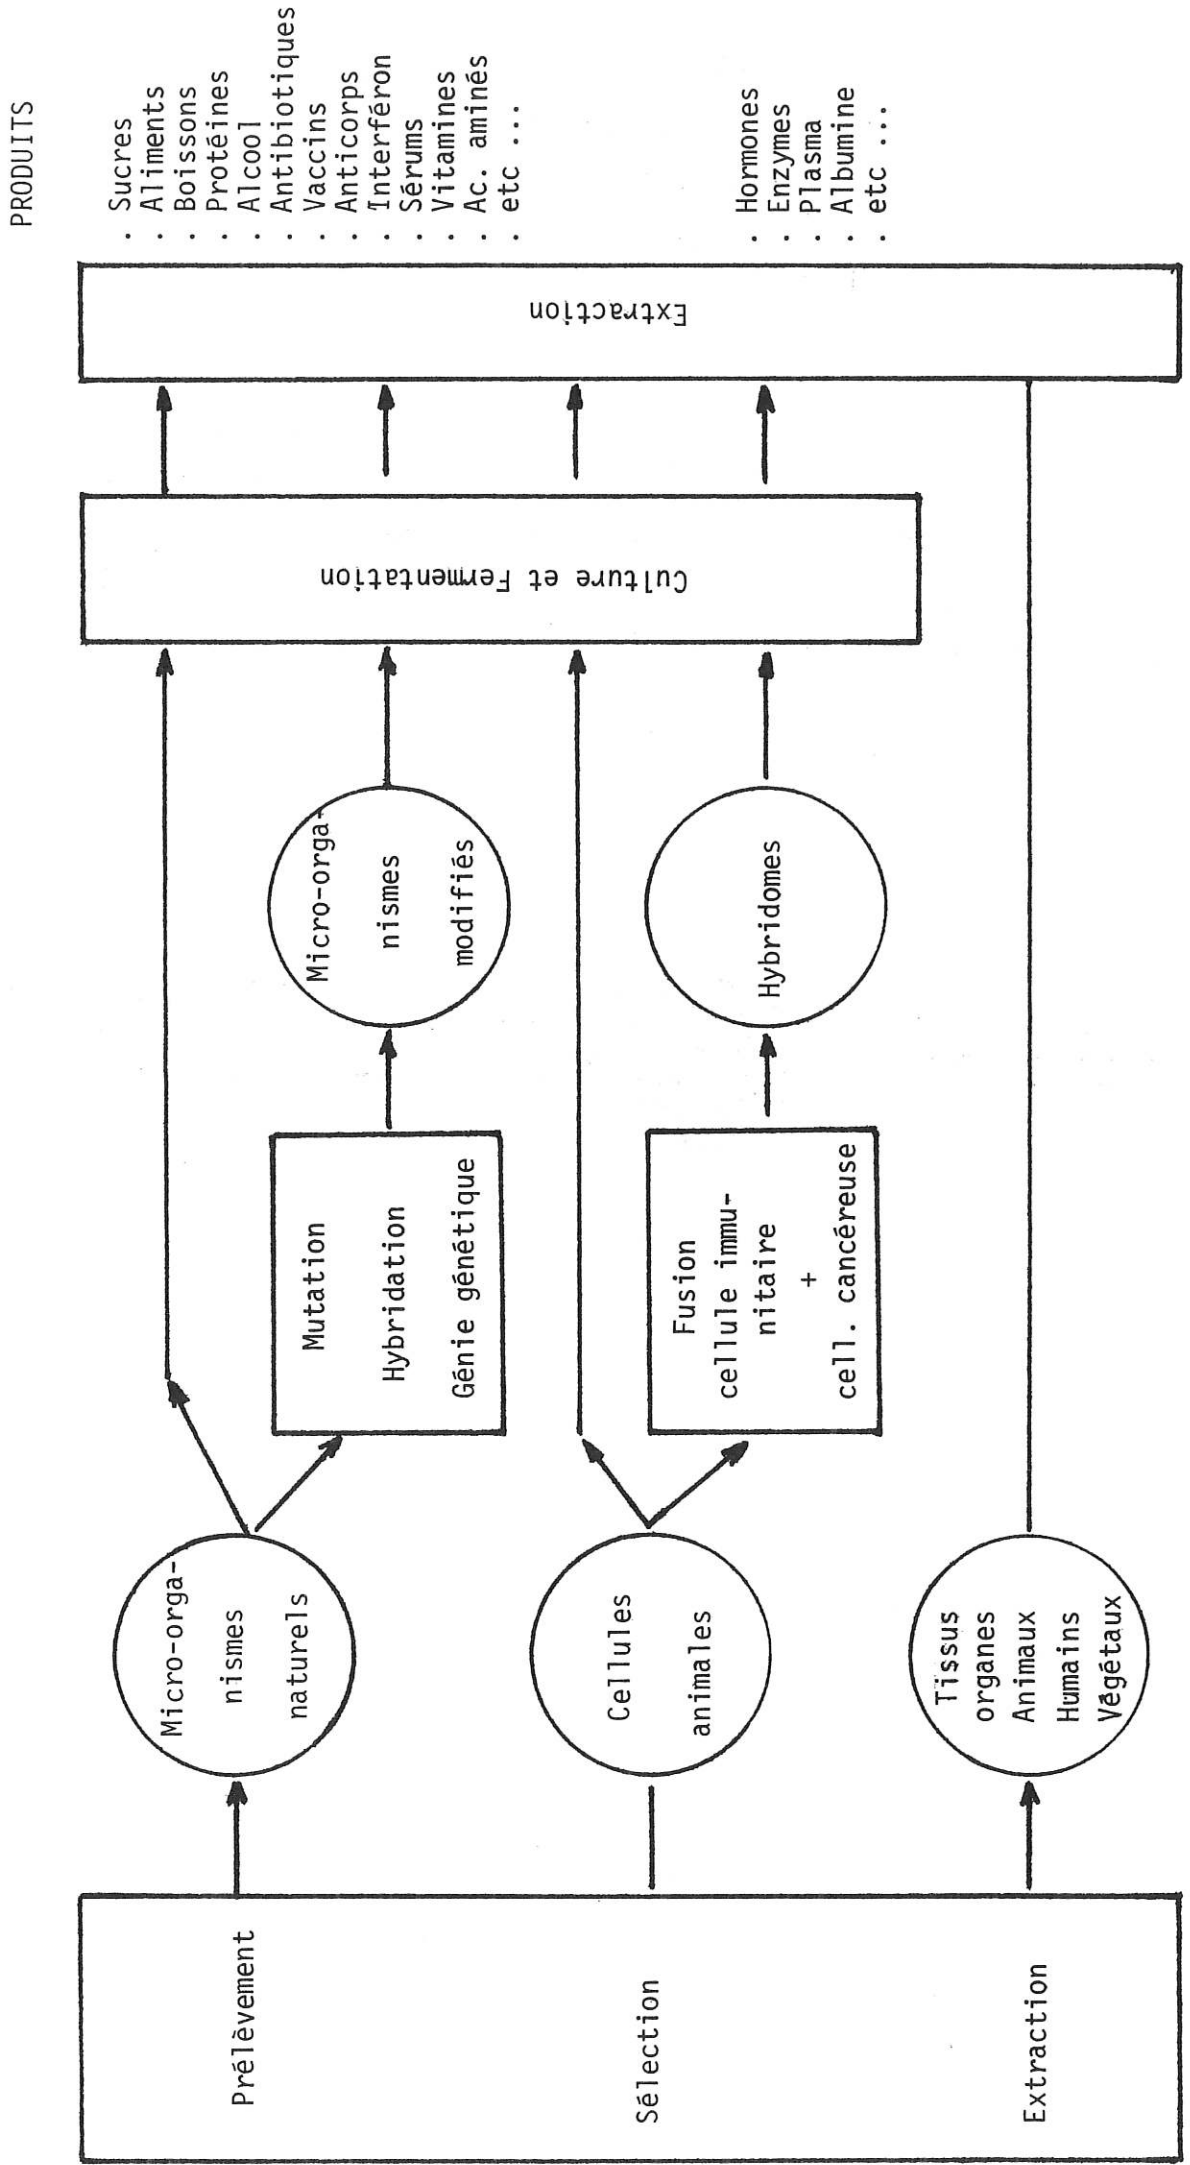 PRODUITS
Prélèvement
Sélection
Extraction
Micro-orga-
nismes
naturels
Cellules
animales
Tissus
organes
Animaux
Humains
Végétaux
Mutation
Hybridation
Génie génétique
Fusion
cellule immu-
nitaire
+
cell. cancéreuse
Micro-orga-
nismes
modifiés
Hybridomes
Culture et Fermentation
Extraction
. Sucres
. Aliments
. Boissons
. Protéines
. Alcool
. Antibiotiques
. Vaccins
. Anticorps
. Interféron
. Sérums
. Vitamines
. Ac. aminés
. etc ...
. Hormones
. Enzymes
. Plasma
. Albumine
. etc ...